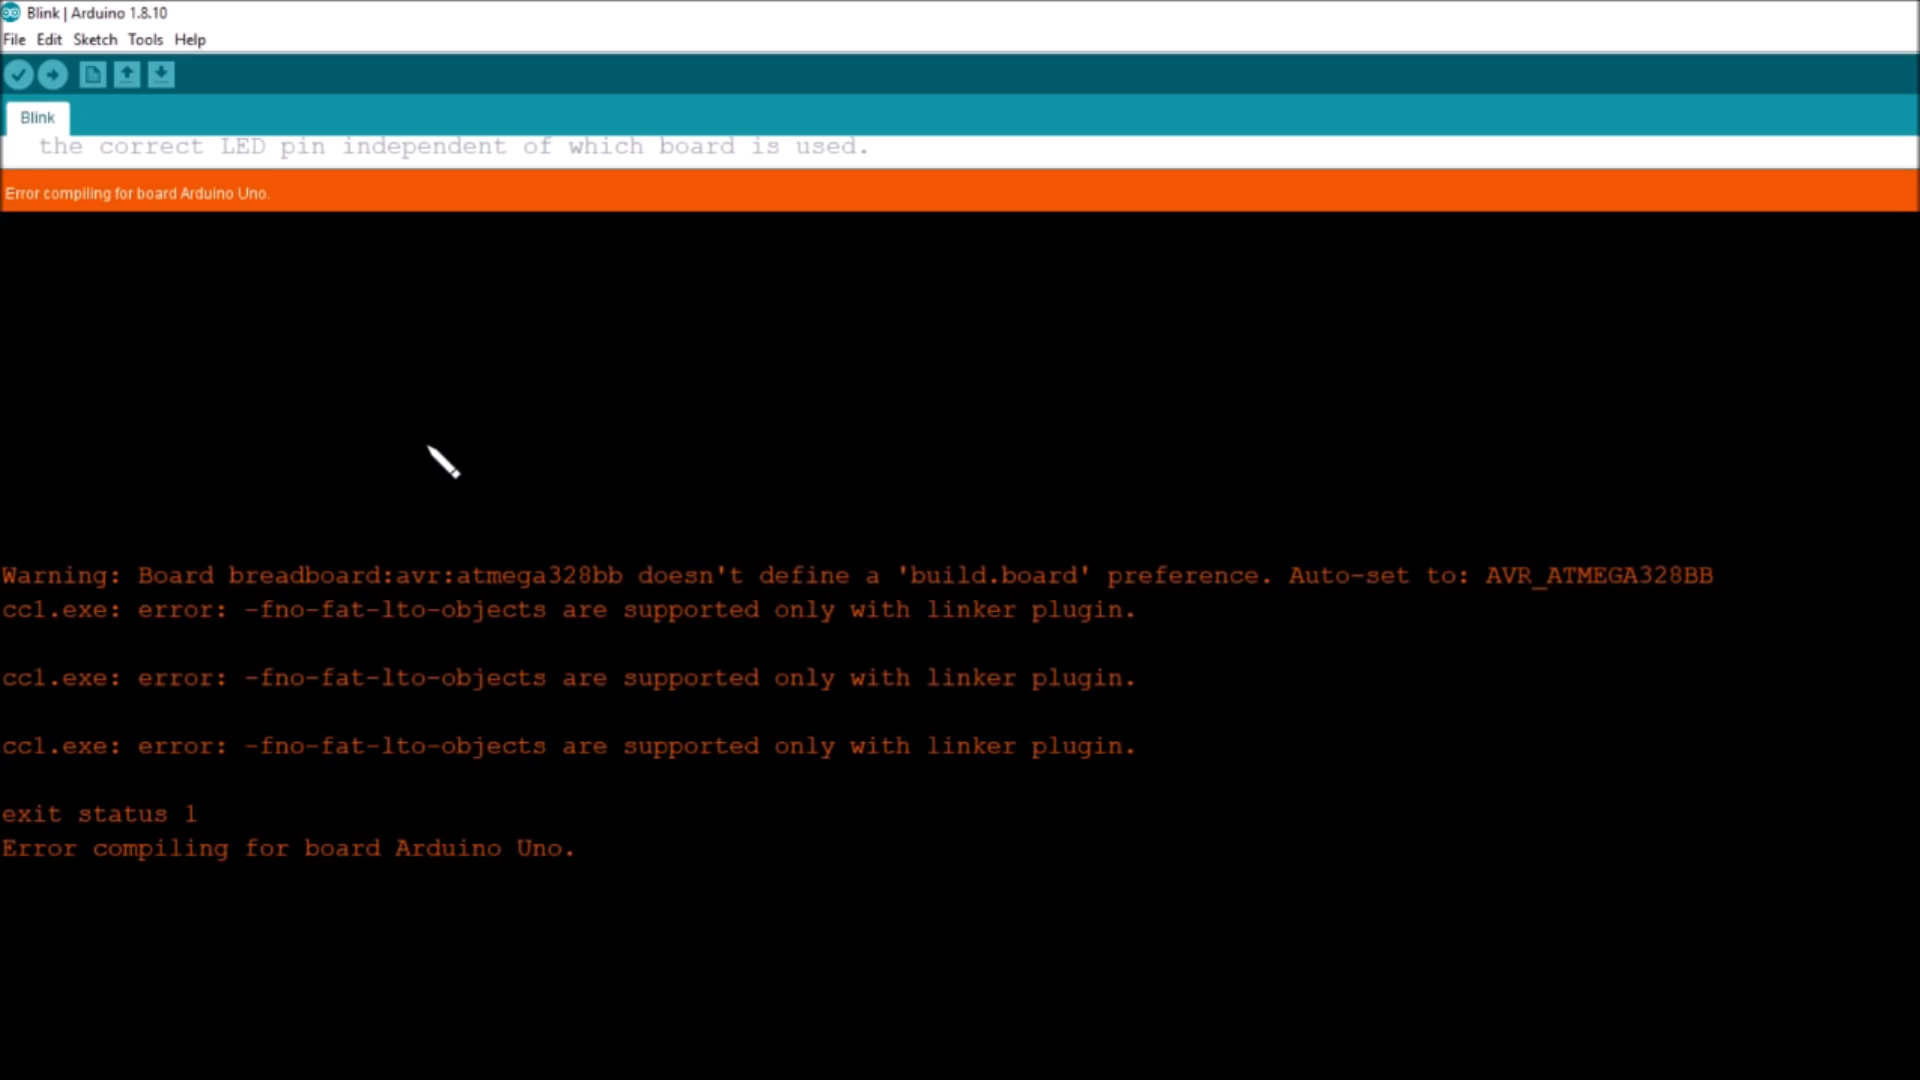 Blink | Arduino 1.8.10
File Edit Sketch Tools Help
Blink
the correct LED pin independent of which board is used.
Error compiling for board Arduino Uno.
Warning: Board breadboard:avr:atmega328bb doesn't define a 'build.board' preference. Auto-set to: AVR_ATMEGA328BB
cc1.exe: error: -fno-fat-lto-objects are supported only with linker plugin.
cc1.exe: error: -fno-fat-lto-objects are supported only with linker plugin.
cc1.exe: error: -fno-fat-lto-objects are supported only with linker plugin.
exit status 1
Error compiling for board Arduino Uno.